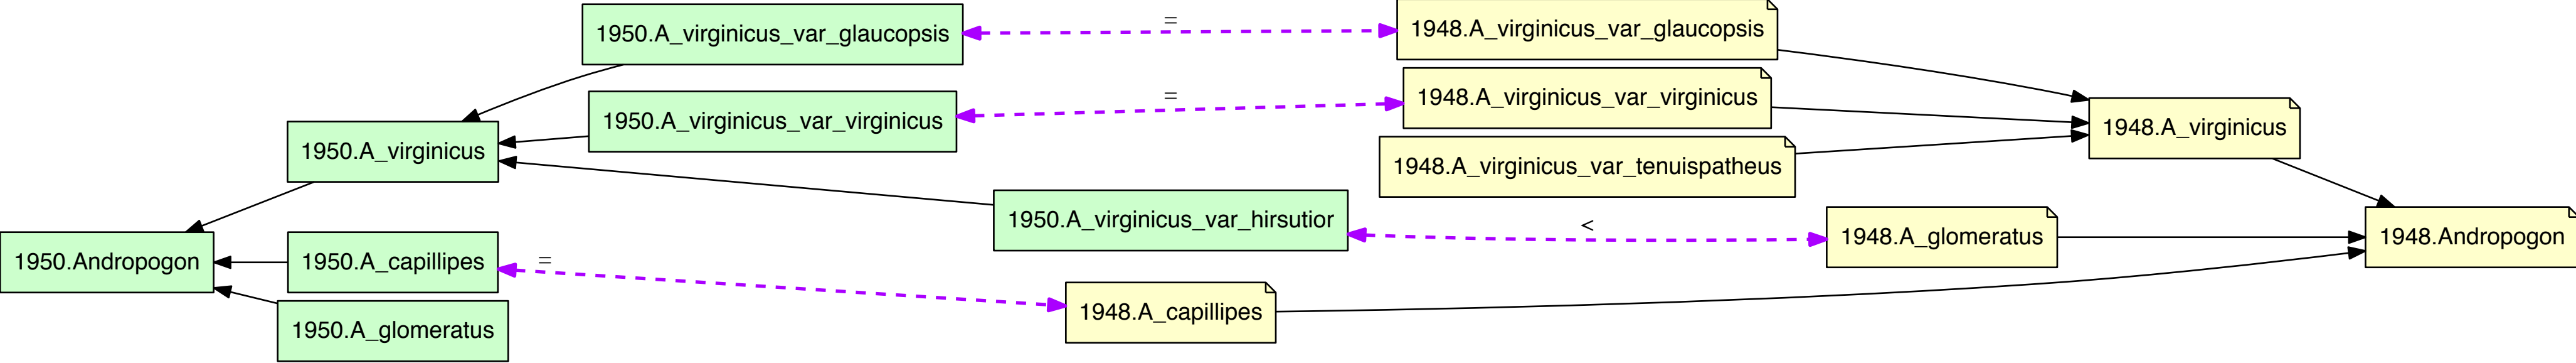 1950.A_virginicus_var_glaucopsis
=
1948.A_virginicus_var_glaucopsis
1950.A_virginicus_var_virginicus
=
1948.A_virginicus_var_virginicus
1948.A_virginicus
1950.A_virginicus
1948.A_virginicus_var_tenuispatheus
1950.A_virginicus_var_hirsutior
<
1948.A_glomeratus
1948.Andropogon
1950.Andropogon
1950.A_capillipes
=
1948.A_capillipes
1950.A_glomeratus